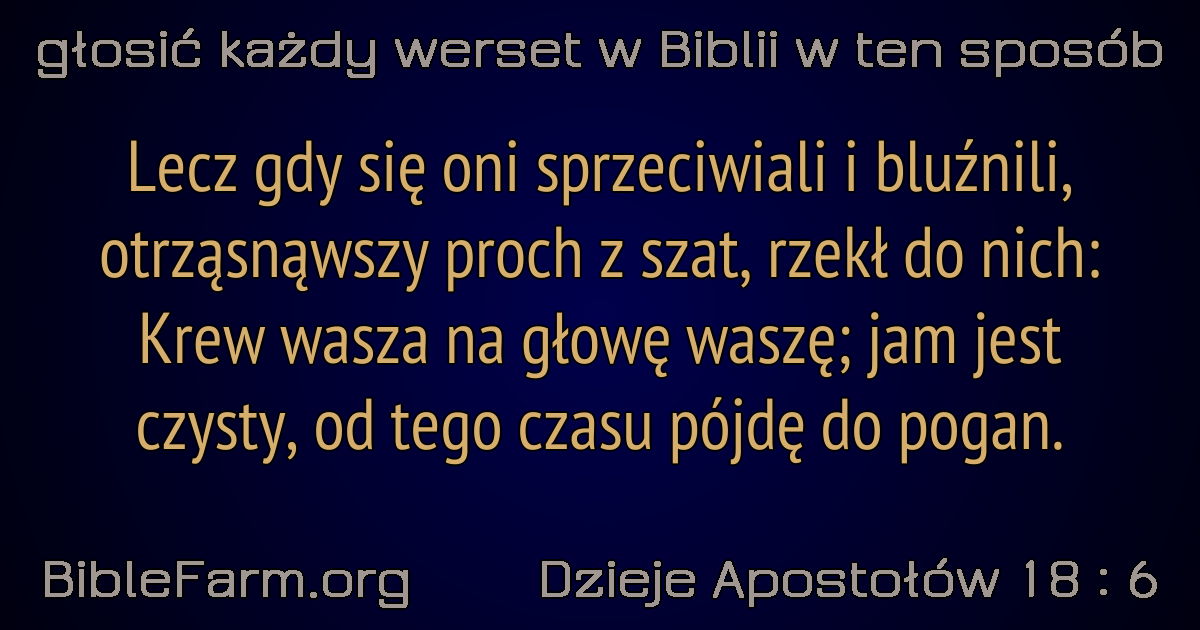 głosić każdy werset w Biblii w ten sposób
Lecz gdy się oni sprzeciwiali i bluźnili,
otrząsnąwszy proch z szat, rzekł do nich:
Krew wasza na głowę waszę; jam jest
czysty, od tego czasu pójdę do pogan.
BibleFarm.org Dzieje Apostołów 18 : 6